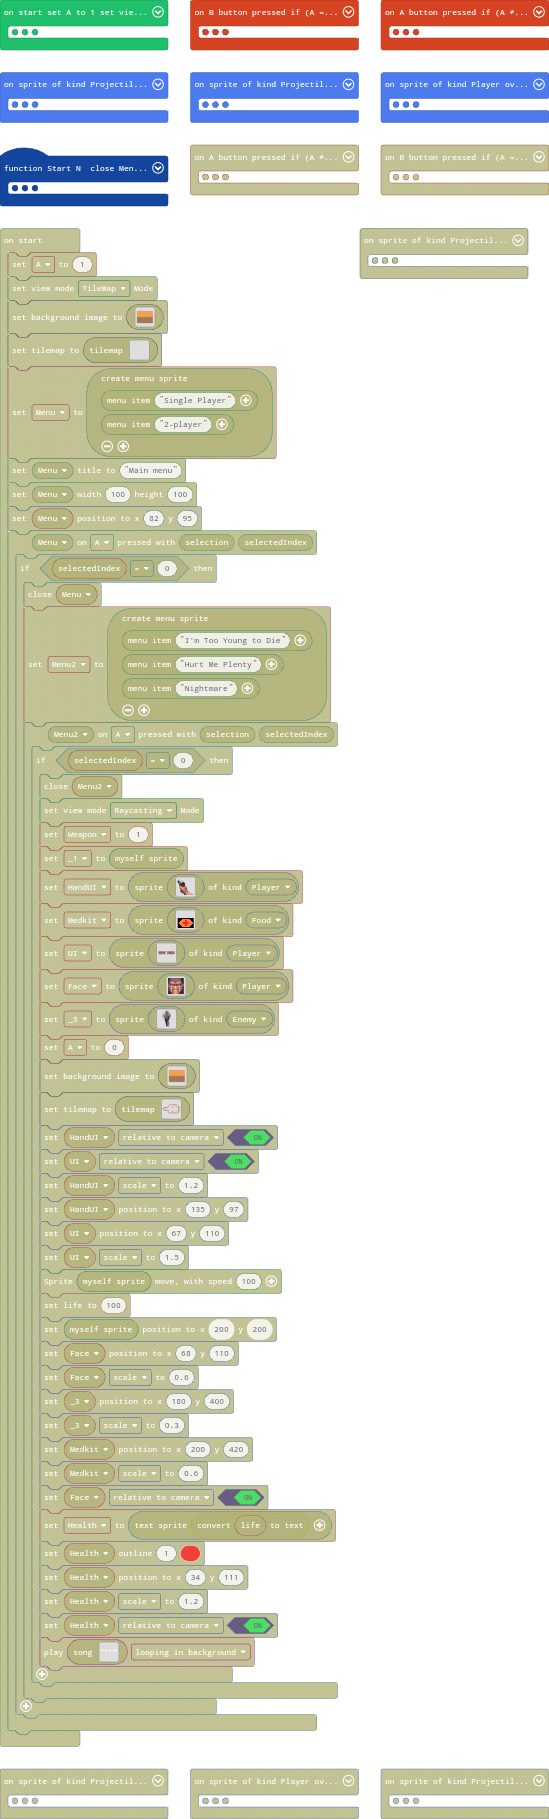 on start set A to 1 set vie...
on B button pressed if (A =...
on A button pressed if (A ≠...
on sprite of kind Projectil...
on sprite of kind Projectil...
on sprite of kind Player ov...
function Start N  close Men...
on A button pressed if (A ≠...
on B button pressed if (A =...
on start
on sprite of kind Projectil...
set A to 1
set view mode TileMap Mode
set background image to
set tilemap to tilemap
create menu sprite
menu item "Single Player"
set Menu to
menu item "2-player"
set Menu title to "Main menu"
set Menu width 100 height 100
set Menu position to x 82 y 95
Menu on A pressed with selection selectedIndex
if selectedIndex = 0 then
close Menu
create menu sprite
menu item "I'm Too Young to Die"
set Menu2 to menu item "Hurt Me Plenty"
menu item "Nightmare"
Menu2 on A pressed with selection selectedIndex
if selectedIndex = 0 then
close Menu2
set view mode Raycasting Mode
set Weapon to 1
set _1 to myself sprite
set HandUI to sprite of kind Player
set Medkit to sprite of kind Food
set UI to sprite of kind Player
set Face to sprite of kind Player
set _3 to sprite of kind Enemy
set A to 0
set background image to
set tilemap to tilemap
set HandUI relative to camera ON
set UI relative to camera ON
set HandUI scale to 1.2
set HandUI position to x 135 y 97
set UI position to x 67 y 110
set UI scale to 1.5
Sprite myself sprite move, with speed 100
set life to 100
set myself sprite position to x 200 y 200
set Face position to x 68 y 110
set Face scale to 0.6
set _3 position to x 180 y 400
set _3 scale to 0.3
set Medkit position to x 200 y 420
set Medkit scale to 0.6
set Face relative to camera ON
set Health to text sprite convert life to text
set Health outline 1
set Health position to x 34 y 111
set Health scale to 1.2
set Health relative to camera ON
play song looping in background
on sprite of kind Projectil...
on sprite of kind Player ov...
on sprite of kind Projectil...